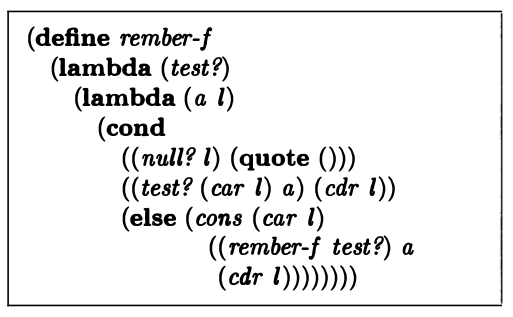 (define rember-f
(lambda (test?)
(lambda (a l)
(cond
((null? l) (quote ()))
((test? (car l) a) (cdr l))
(else (cons (car l)
((rember-f test?) a
(cdr l))))))))